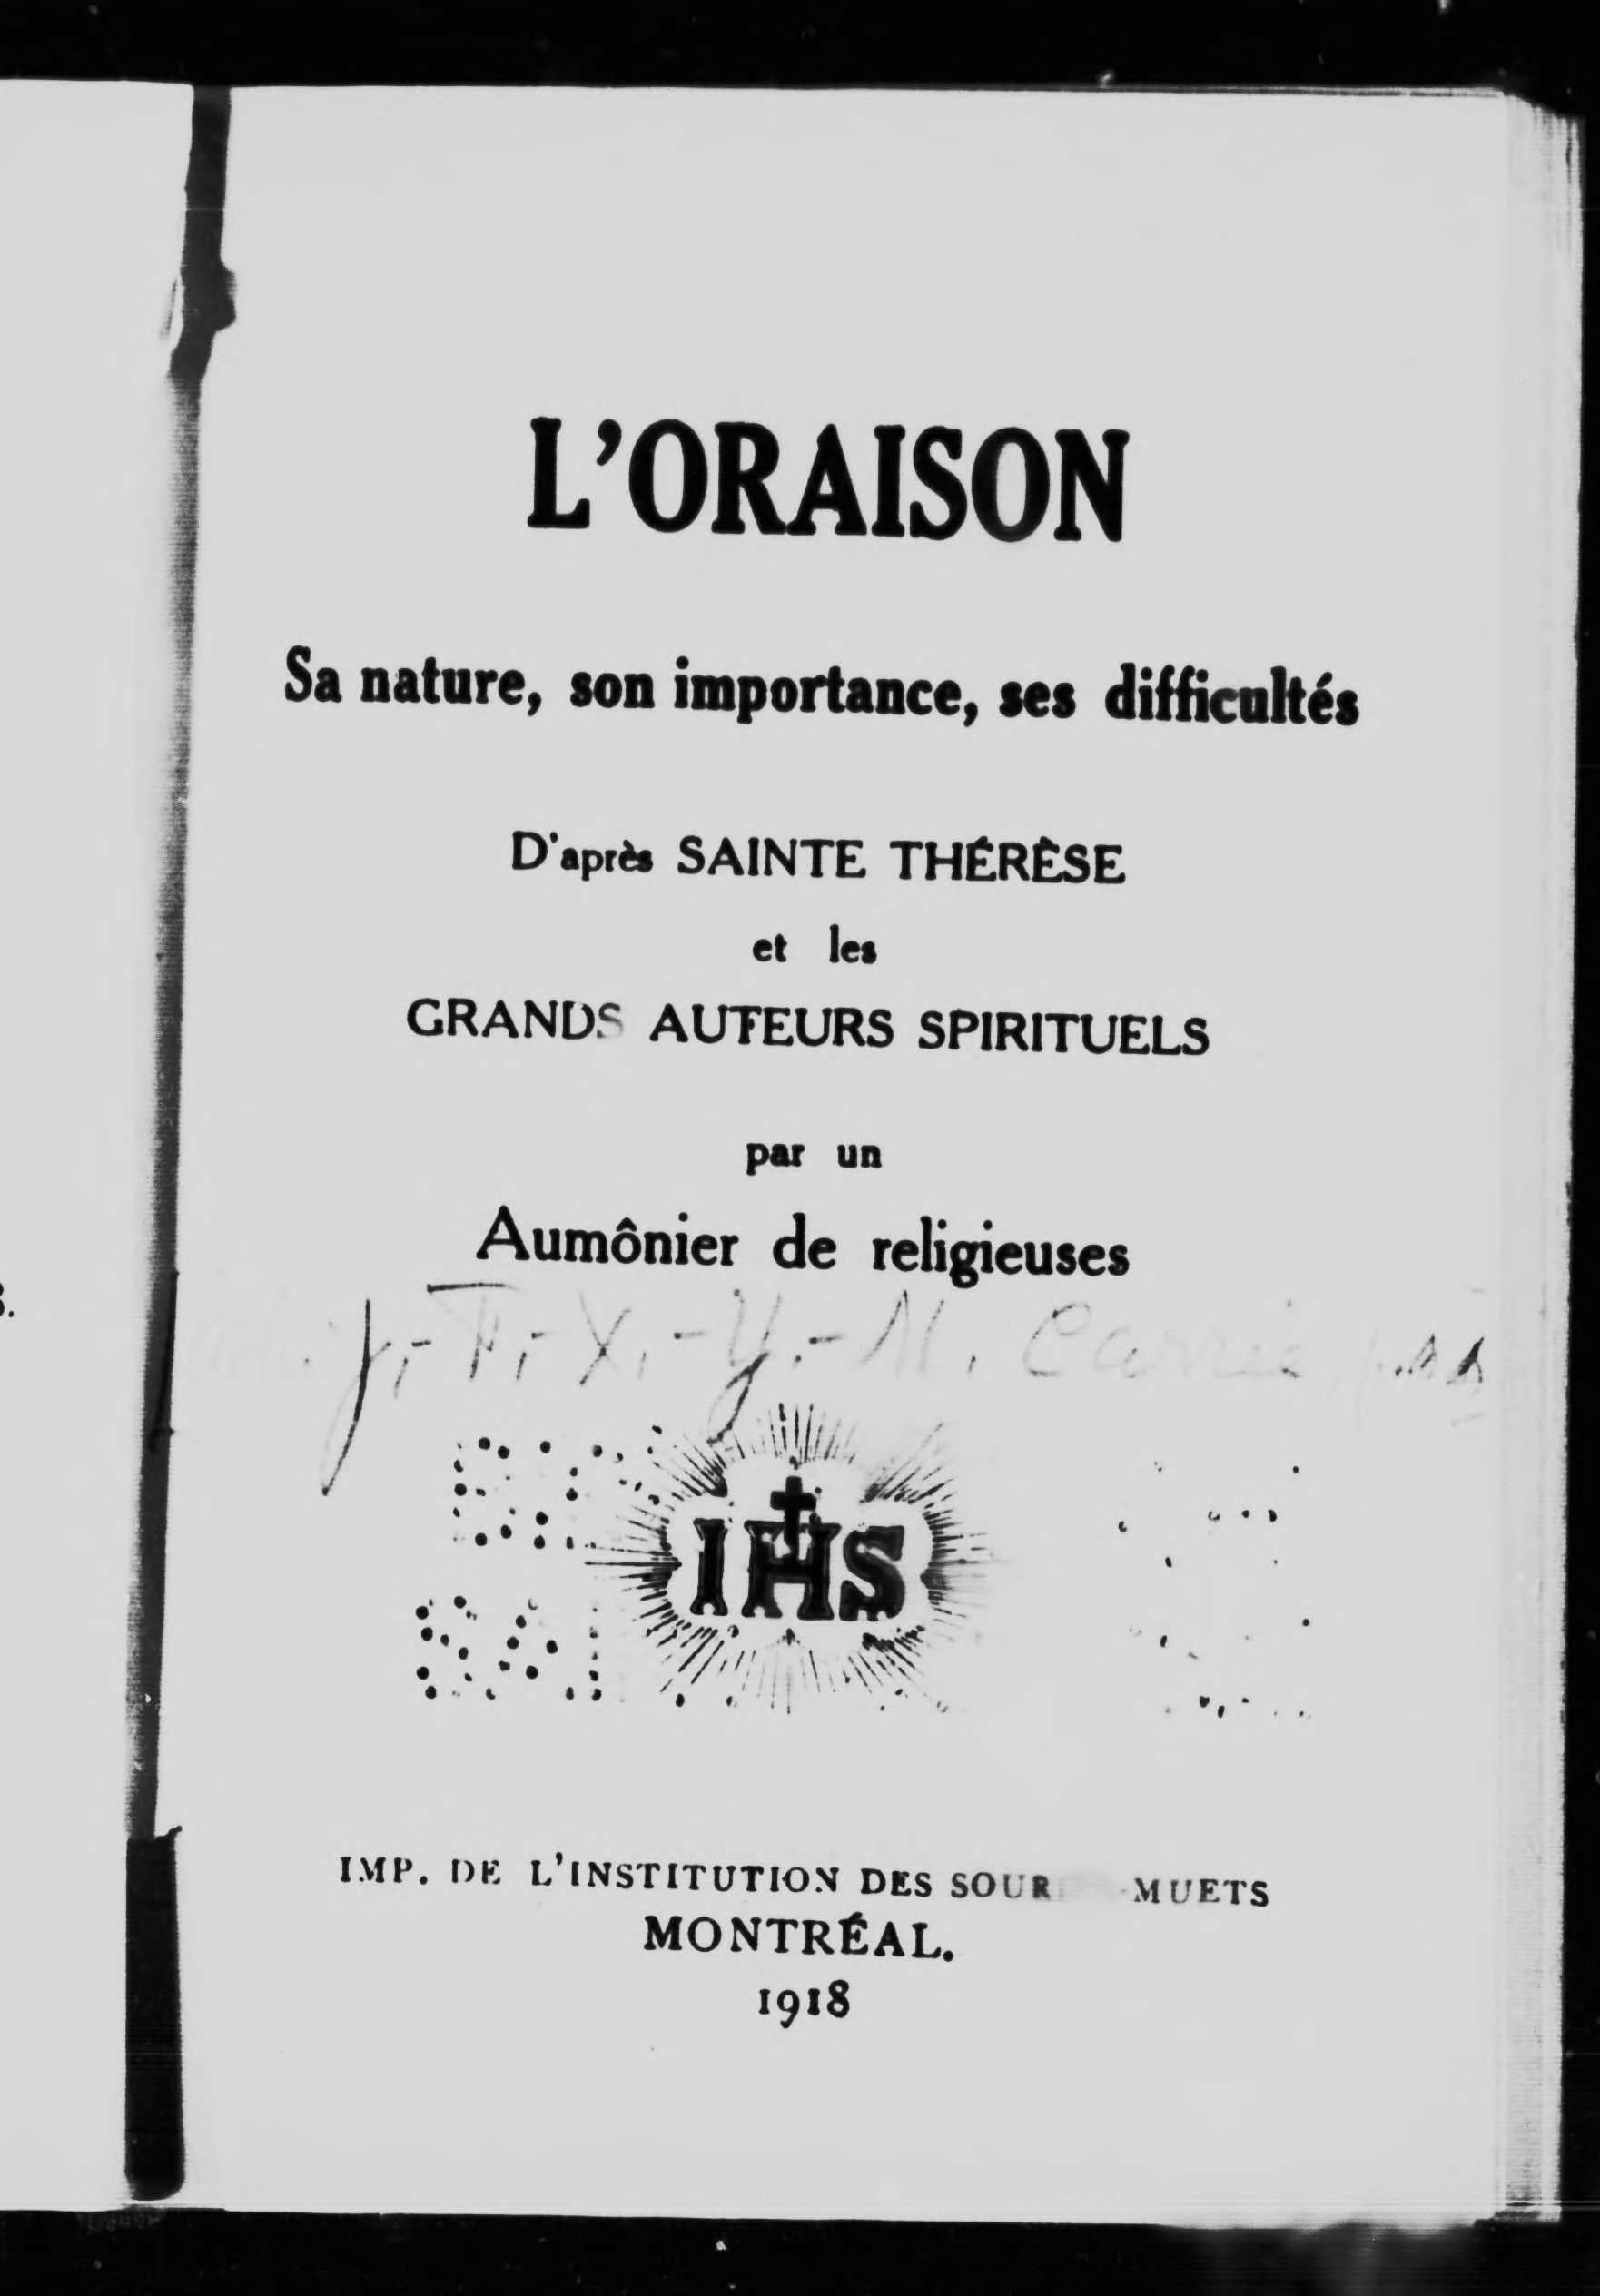 L'ORAISON
Sa nature, son importance, ses difficultés
D'après SAINTE THÉRÈSE
et les
GRANDS AUTEURS SPIRITUELS
par un
Aumônier de religieuses
J.-F.-X.-Y.-M.
IHS
IMP. DE L'INSTITUTION DES SOUR MUETS
MONTRÉAL.
1918